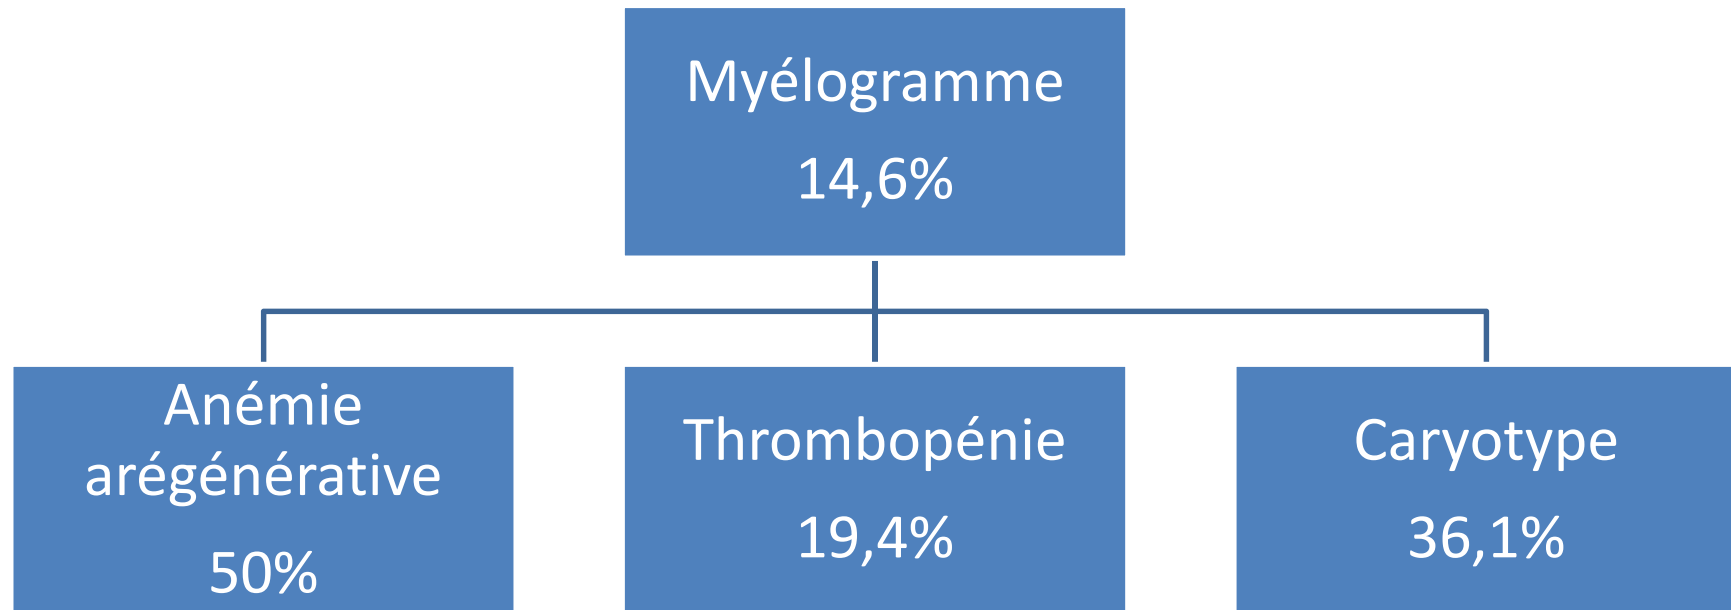 Myélogramme
14,6%
Anémie
arégénérative
50%
Thrombopénie
19,4%
Caryotype
36,1%